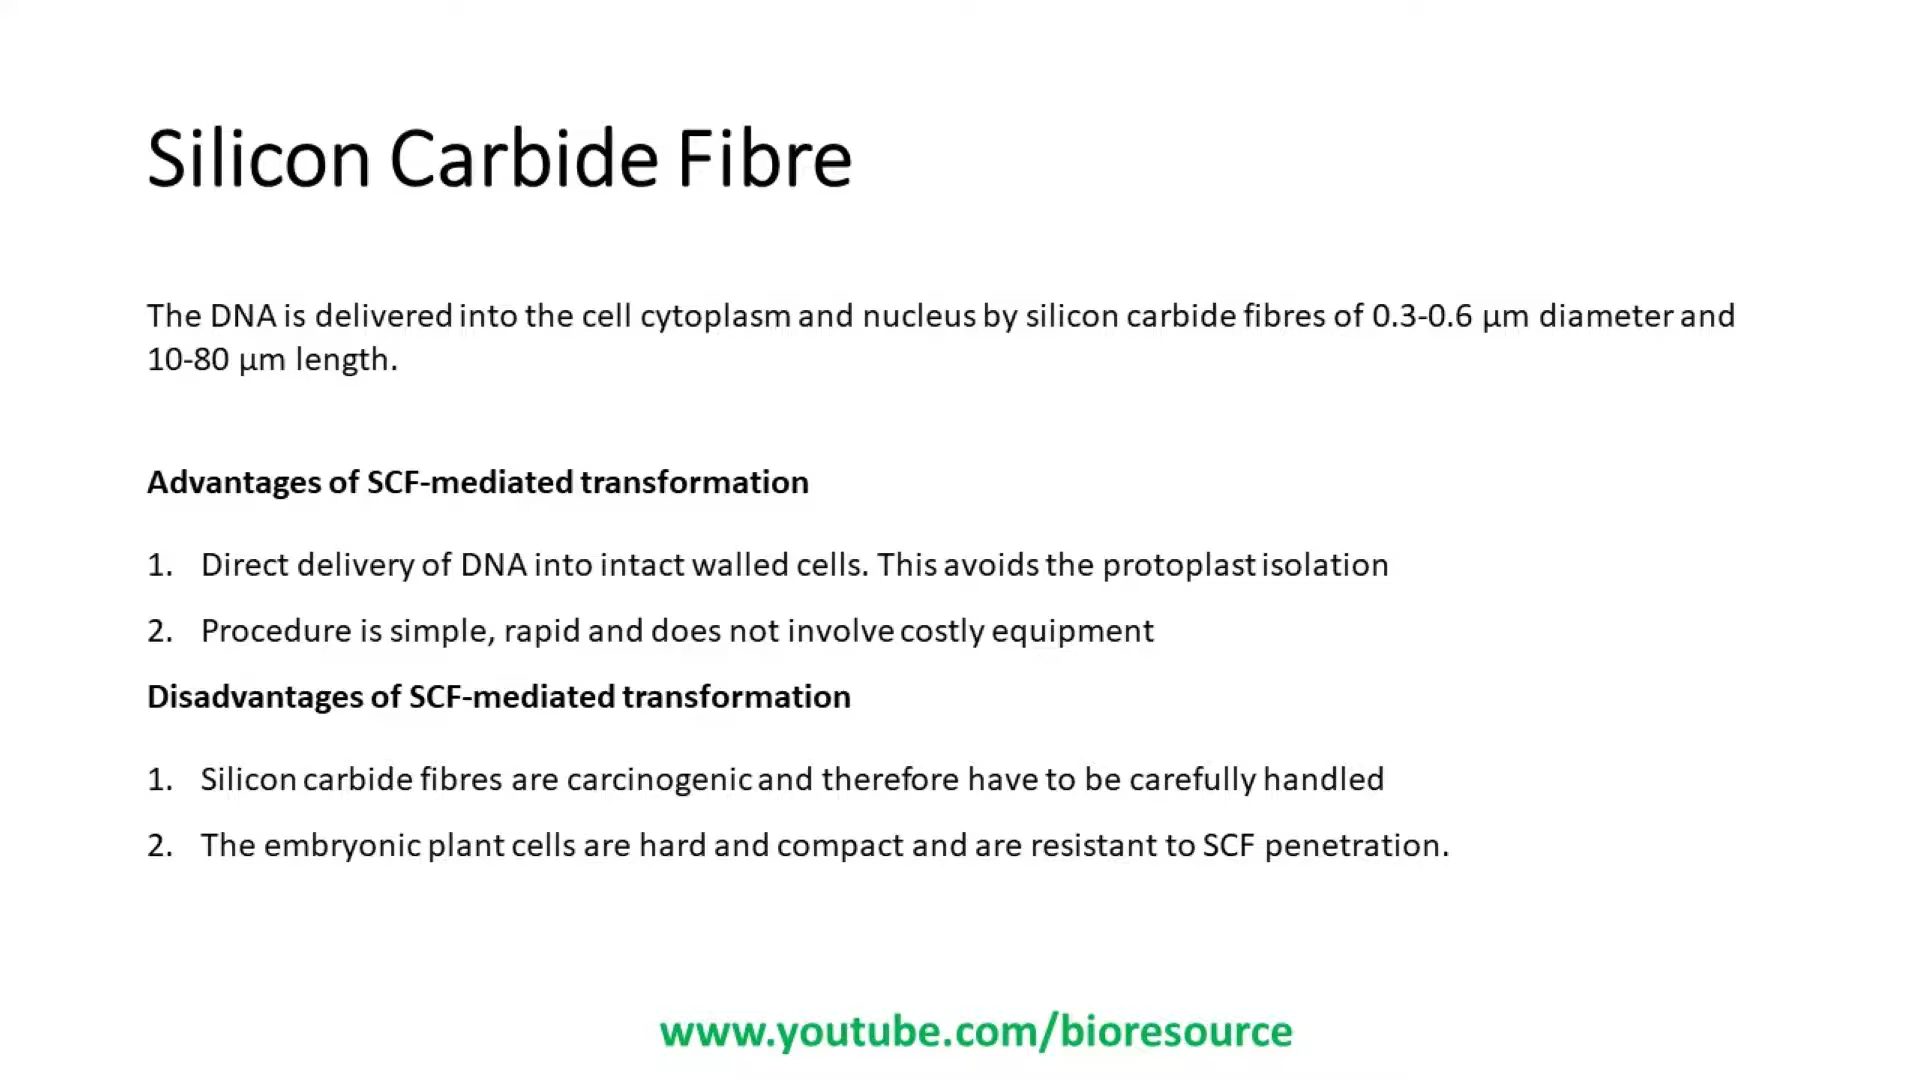 Silicon Carbide Fibre
The DNA is delivered into the cell cytoplasm and nucleus by silicon carbide fibres of 0.3-0.6 μm diameter and
10-80 μm length.
Advantages of SCF-mediated transformation
1. Direct delivery of DNA into intact walled cells. This avoids the protoplast isolation
2. Procedure is simple, rapid and does not involve costly equipment
Disadvantages of SCF-mediated transformation
1. Silicon carbide fibres are carcinogenic and therefore have to be carefully handled
2. The embryonic plant cells are hard and compact and are resistant to SCF penetration.
www.youtube.com/bioresource